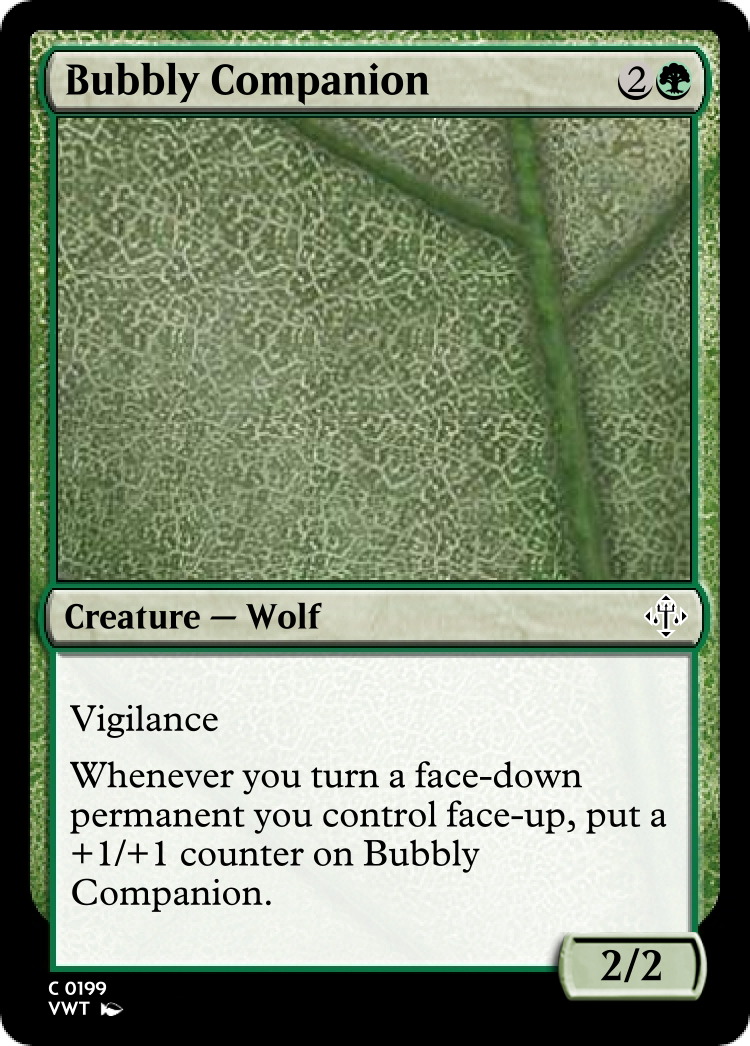 Bubbly Companion 2
Creature — Wolf
Vigilance
Whenever you turn a face-down
permanent you control face-up, put a
+1/+1 counter on Bubbly
Companion.
2/2
C 0199
VWT